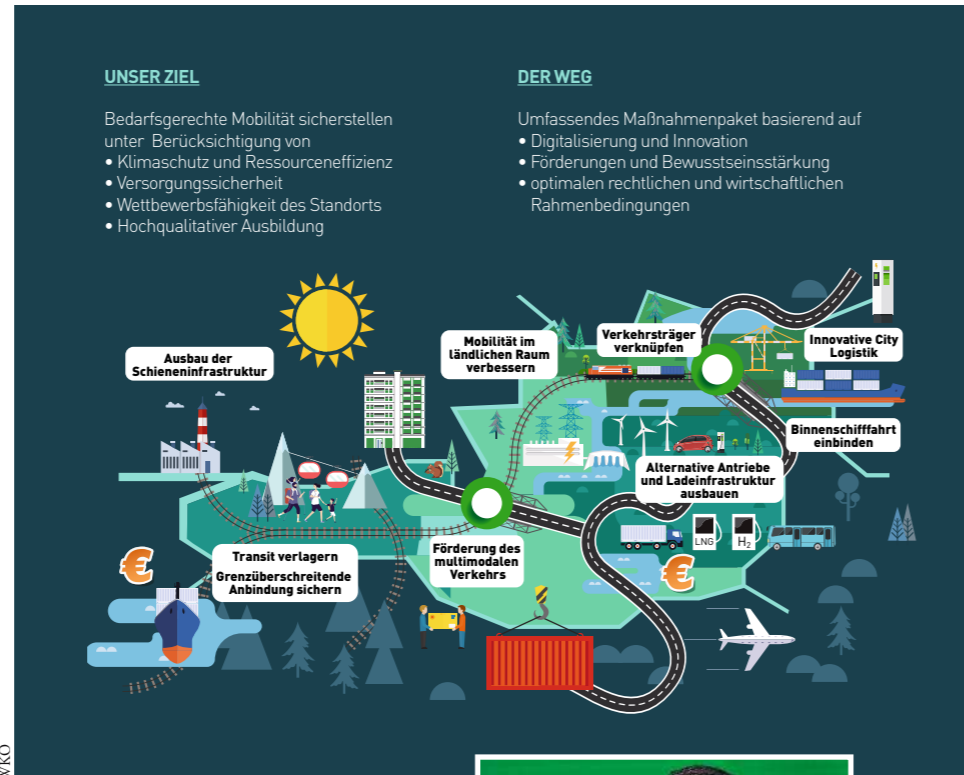 UNSER ZIEL
Bedarfsgerechte Mobilität sicherstellen
unter Berücksichtigung von
• Klimaschutz und Ressourceneffizienz
• Versorgungssicherheit
• Wettbewerbsfähigkeit des Standorts
• Hochqualitativer Ausbildung
DER WEG
Umfassendes Maßnahmenpaket basierend auf
• Digitalisierung und Innovation
• Förderungen und Bewusstseinsstärkung
• optimalen rechtlichen und wirtschaftlichen
Rahmenbedingungen
Ausbau der
Schieneninfrastruktur
Mobilität im
ländlichen Raum
verbessern
Verkehrsträger
verknüpfen
Innovative City
Logistik
Binnenschifffahrt
einbinden
Alternative Antriebe
und Ladeinfrastruktur
ausbauen
LNG
H₂
Transit verlagern
Grenzüberschreitende
Anbindung sichern
Förderung des
multimodalen
Verkehrs
€
€
WKO